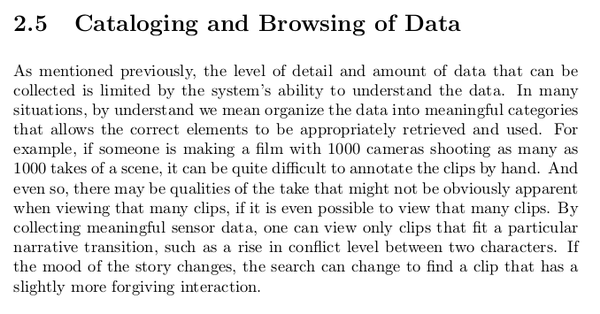 2.5 Cataloging and Browsing of Data
As mentioned previously, the level of detail and amount of data that can be
collected is limited by the system's ability to understand the data. In many
situations, by understand we mean organize the data into meaningful categories
that allows the correct elements to be appropriately retrieved and used. For
example, if someone is making a film with 1000 cameras shooting as many as
1000 takes of a scene, it can be quite difficult to annotate the clips by hand. And
even so, there may be qualities of the take that might not be obviously apparent
when viewing that many clips, if it is even possible to view that many clips. By
collecting meaningful sensor data, one can view only clips that fit a particular
narrative transition, such as a rise in conflict level between two characters. If
the mood of the story changes, the search can change to find a clip that has a
slightly more forgiving interaction.